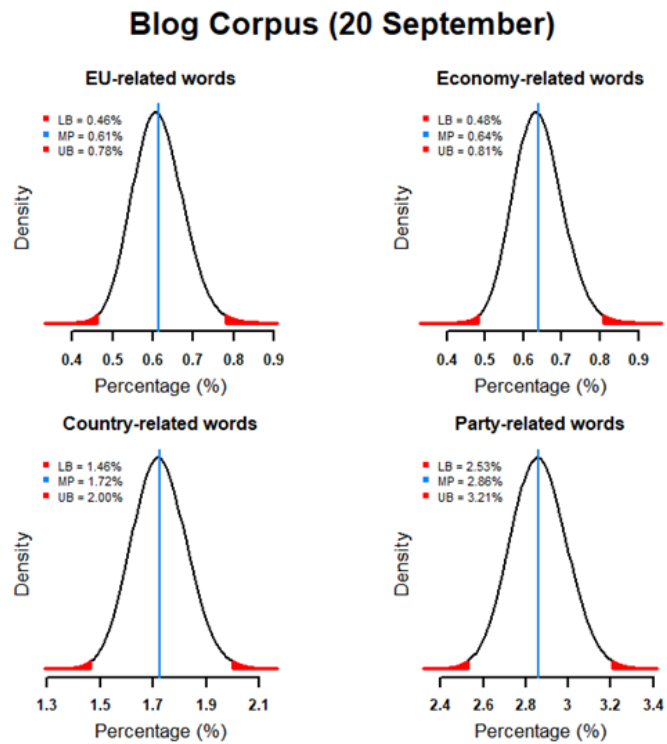 Blog Corpus (20 September)
EU-related words
LB = 0.46%
MP = 0.61%
UB = 0.78%
Density
0.4 0.5 0.6 0.7 0.8 0.9
Percentage (%)
Economy-related words
LB = 0.48%
MP = 0.64%
UB = 0.81%
Density
0.4 0.5 0.6 0.7 0.8 0.9
Percentage (%)
Country-related words
LB = 1.46%
MP = 1.72%
UB = 2.00%
Density
1.3 1.5 1.7 1.9 2.1
Percentage (%)
Party-related words
LB = 2.53%
MP = 2.86%
UB = 3.21%
Density
2.4 2.6 2.8 3 3.2 3.4
Percentage (%)